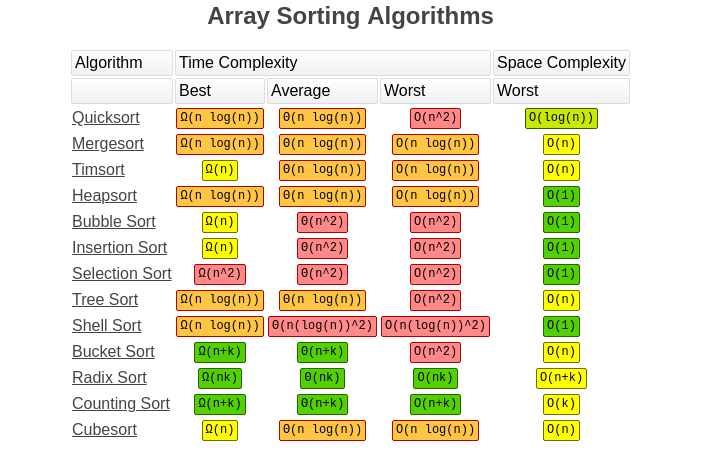 Array Sorting Algorithms
Algorithm Time Complexity Space Complexity
Best Average Worst Worst
Quicksort Ω(n log(n)) Θ(n log(n)) O(n^2) O(log(n))
Mergesort Ω(n log(n)) Θ(n log(n)) O(n log(n)) O(n)
Timsort Ω(n) Θ(n log(n)) O(n log(n)) O(n)
Heapsort Ω(n log(n)) Θ(n log(n)) O(n log(n)) O(1)
Bubble Sort Ω(n) Θ(n^2) O(n^2) O(1)
Insertion Sort Ω(n) Θ(n^2) O(n^2) O(1)
Selection Sort Ω(n^2) Θ(n^2) O(n^2) O(1)
Tree Sort Ω(n log(n)) Θ(n log(n)) O(n^2) O(n)
Shell Sort Ω(n log(n)) Θ(n(log(n))^2) O(n(log(n))^2) O(1)
Bucket Sort Ω(n+k) Θ(n+k) O(n^2) O(n)
Radix Sort Ω(nk) Θ(nk) O(nk) O(n+k)
Counting Sort Ω(n+k) Θ(n+k) O(n+k) O(k)
Cubesort Ω(n) Θ(n log(n)) O(n log(n)) O(n)